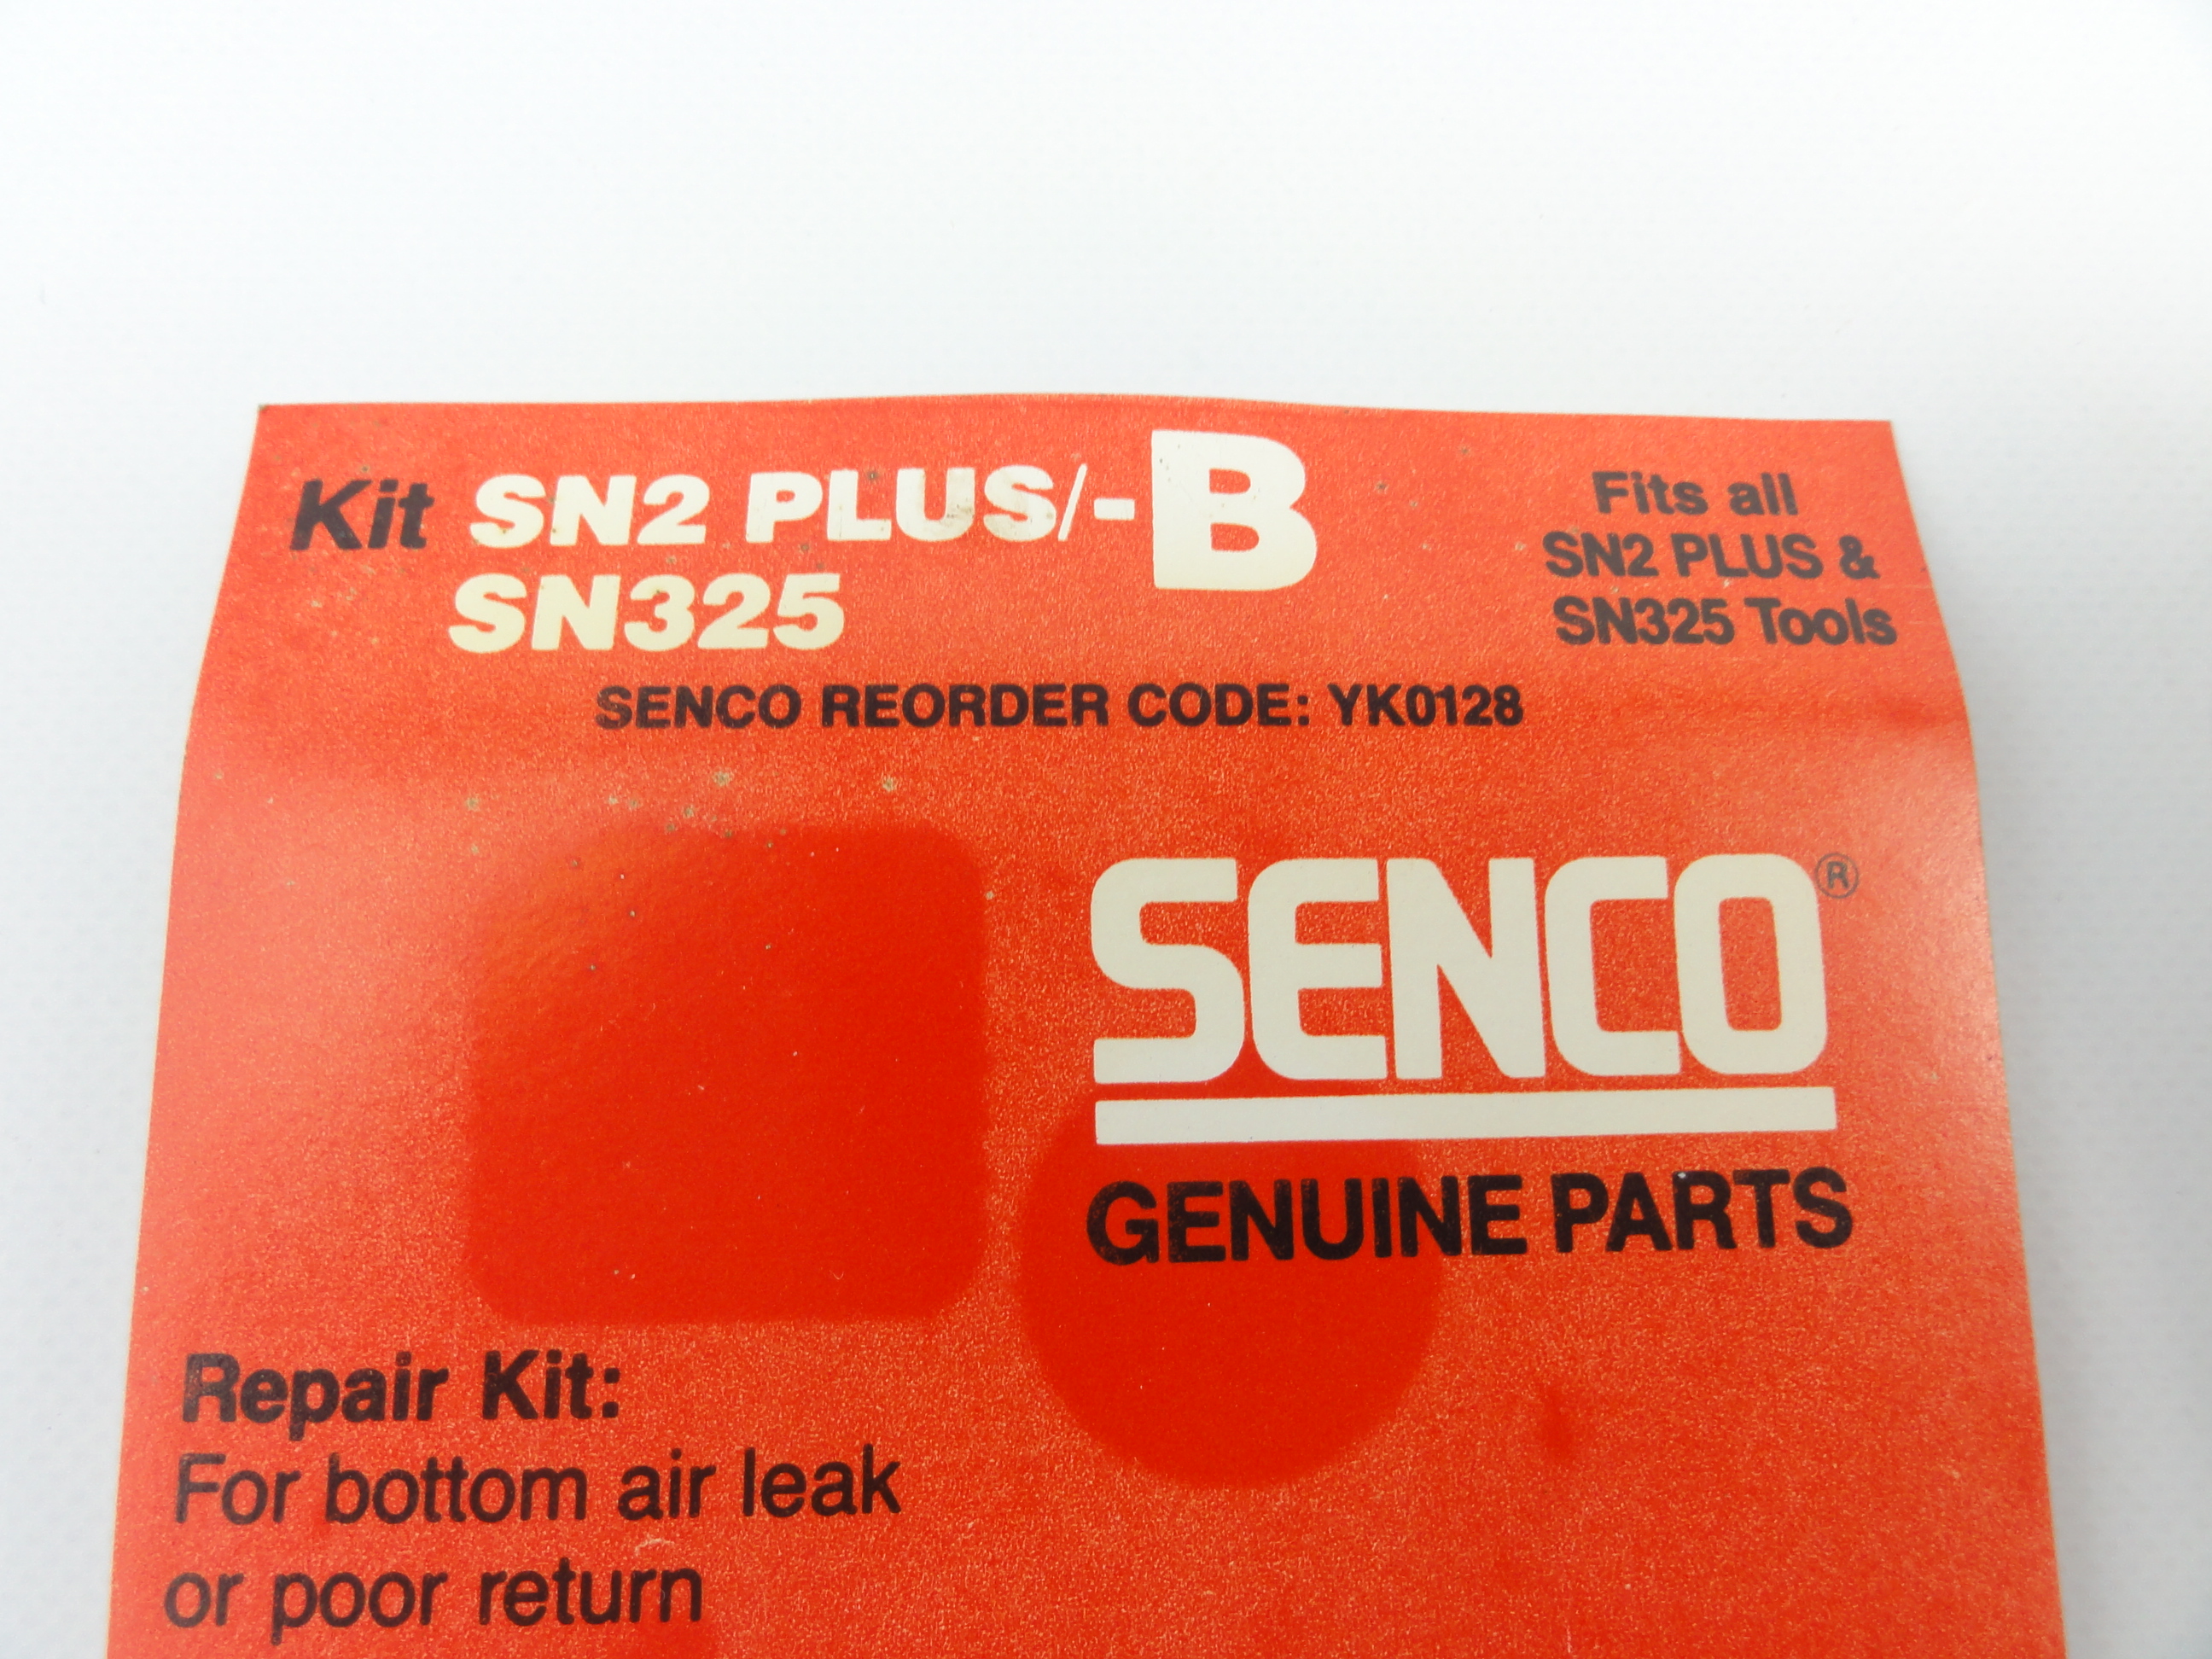 Kit SN2 PLUS/-B
SN325
Fits all
SN2 PLUS &
SN325 Tools
SENCO REORDER CODE: YK0128
SENCO®
GENUINE PARTS
Repair Kit:
For bottom air leak
or poor return